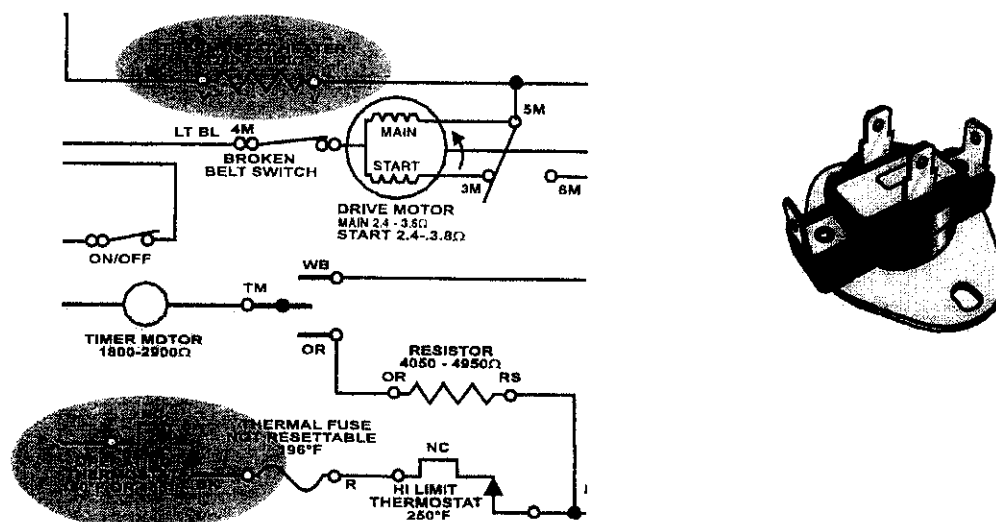 5M
LT BL 4M
MAIN
BROKEN
BELT SWITCH
START
3M
6M
DRIVE MOTOR
MAIN 2.4 - 3.6Ω
START 2.4-.3.8Ω
ON/OFF
WB
TM
TIMER MOTOR
1800-2900Ω
OR
RESISTOR
4050 - 4950Ω
OR
RS
THERMAL FUSE
NOT RESETTABLE
196°F
NC
R
HI LIMIT
THERMOSTAT
250°F